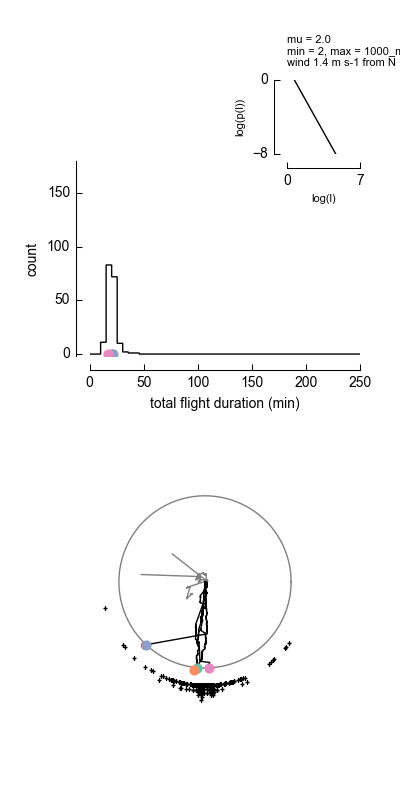 mu = 2.0
min = 2, max = 1000_m
wind 1.4 m s-1 from N
0
log(p(l))
−8
0 7
log(l)
150
100
count
50
0
0 50 100 150 200 250
total flight duration (min)